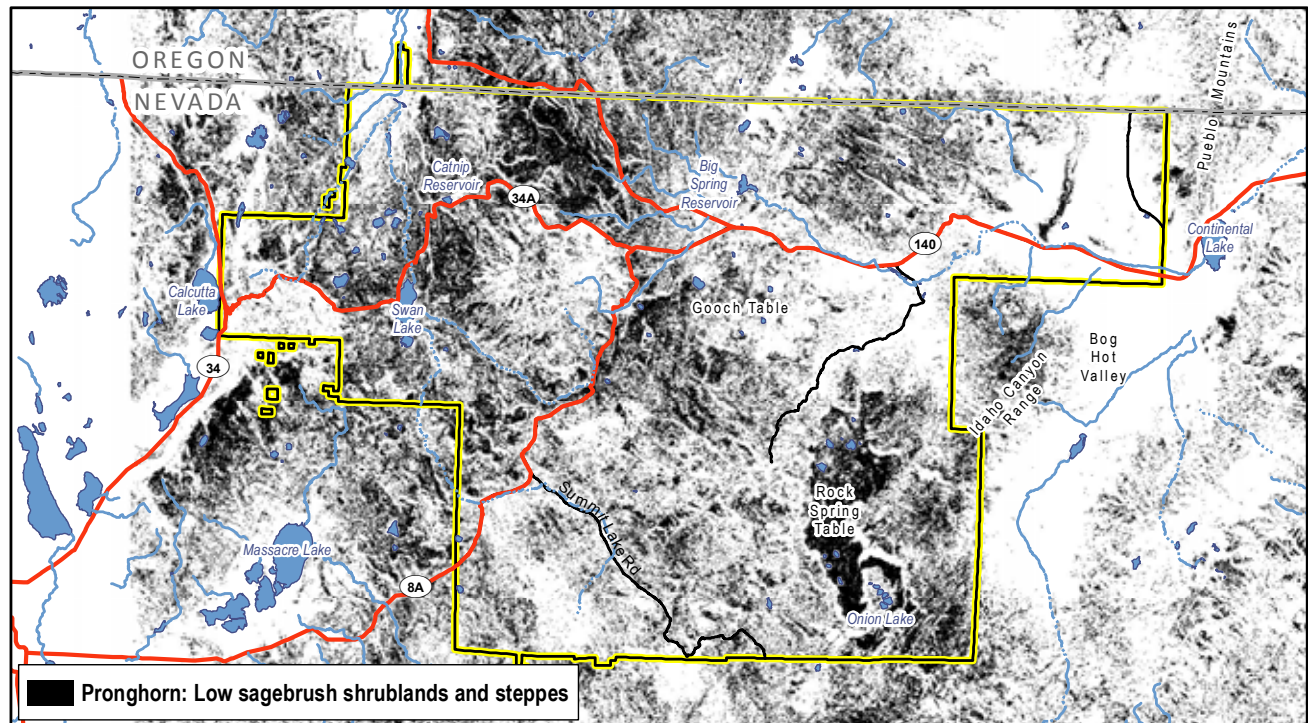 OREGON
NEVADA
Pueblo Mountains
Catnip
Reservoir
34A
Big
Spring
Reservoir
140
Continental
Lake
Calcutta
Lake
Swan
Lake
Gooch Table
34
Bog
Hot
Valley
Idaho Canyon
Range
Rock
Spring
Table
Summit Lake Rd
Massacre Lake
8A
Onion Lake
Pronghorn: Low sagebrush shrublands and steppes